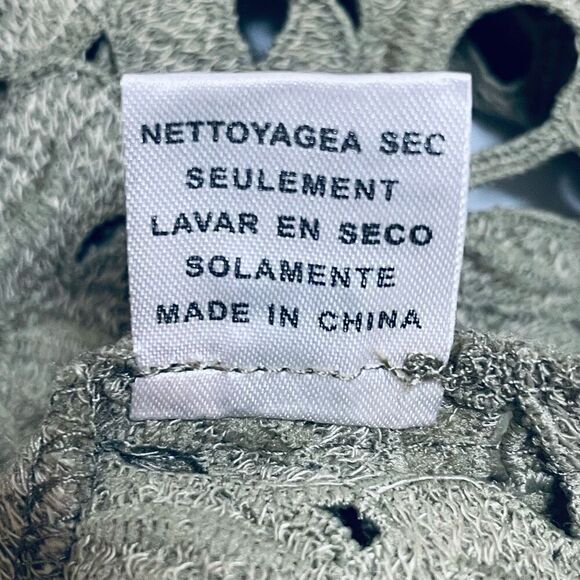 NETTOYAGEA SEC
SEULEMENT
LAVAR EN SECO
SOLAMENTE
MADE IN CHINA